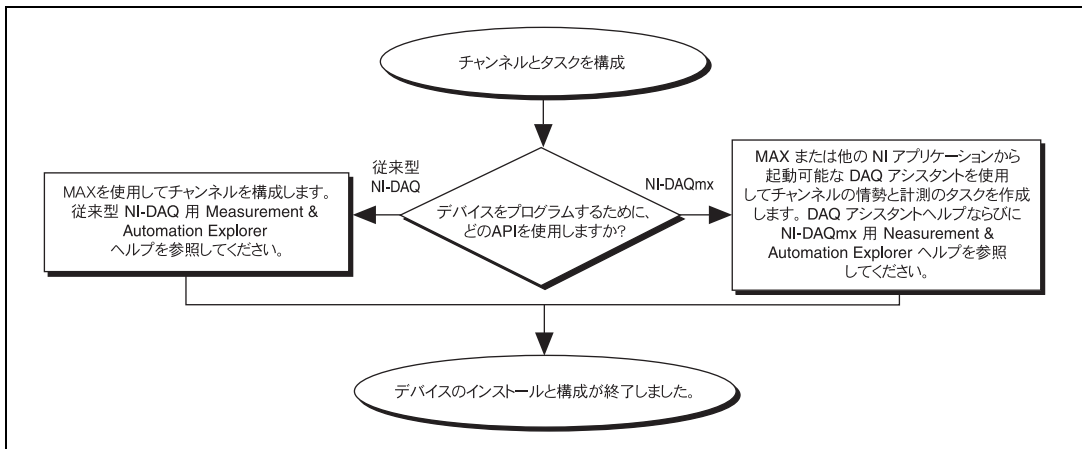 チャンネルとタスクを構成
従来型
NI-DAQ
NI-DAQmx
デバイスをプログラムするために、
どのAPIを使用しますか?
MAXを使用してチャンネルを構成します。
従来型 NI-DAQ 用 Measurement &
Automation Explorer
ヘルプを参照してください。
MAX または他の NI アプリケーションから
起動可能な DAQ アシスタントを使用
してチャンネルの情勢と計測のタスクを作成
します。DAQ アシスタントヘルプならびに
NI-DAQmx 用 Neasurement &
Automation Explorer ヘルプを参照
してください。
デバイスのインストールと構成が終了しました。